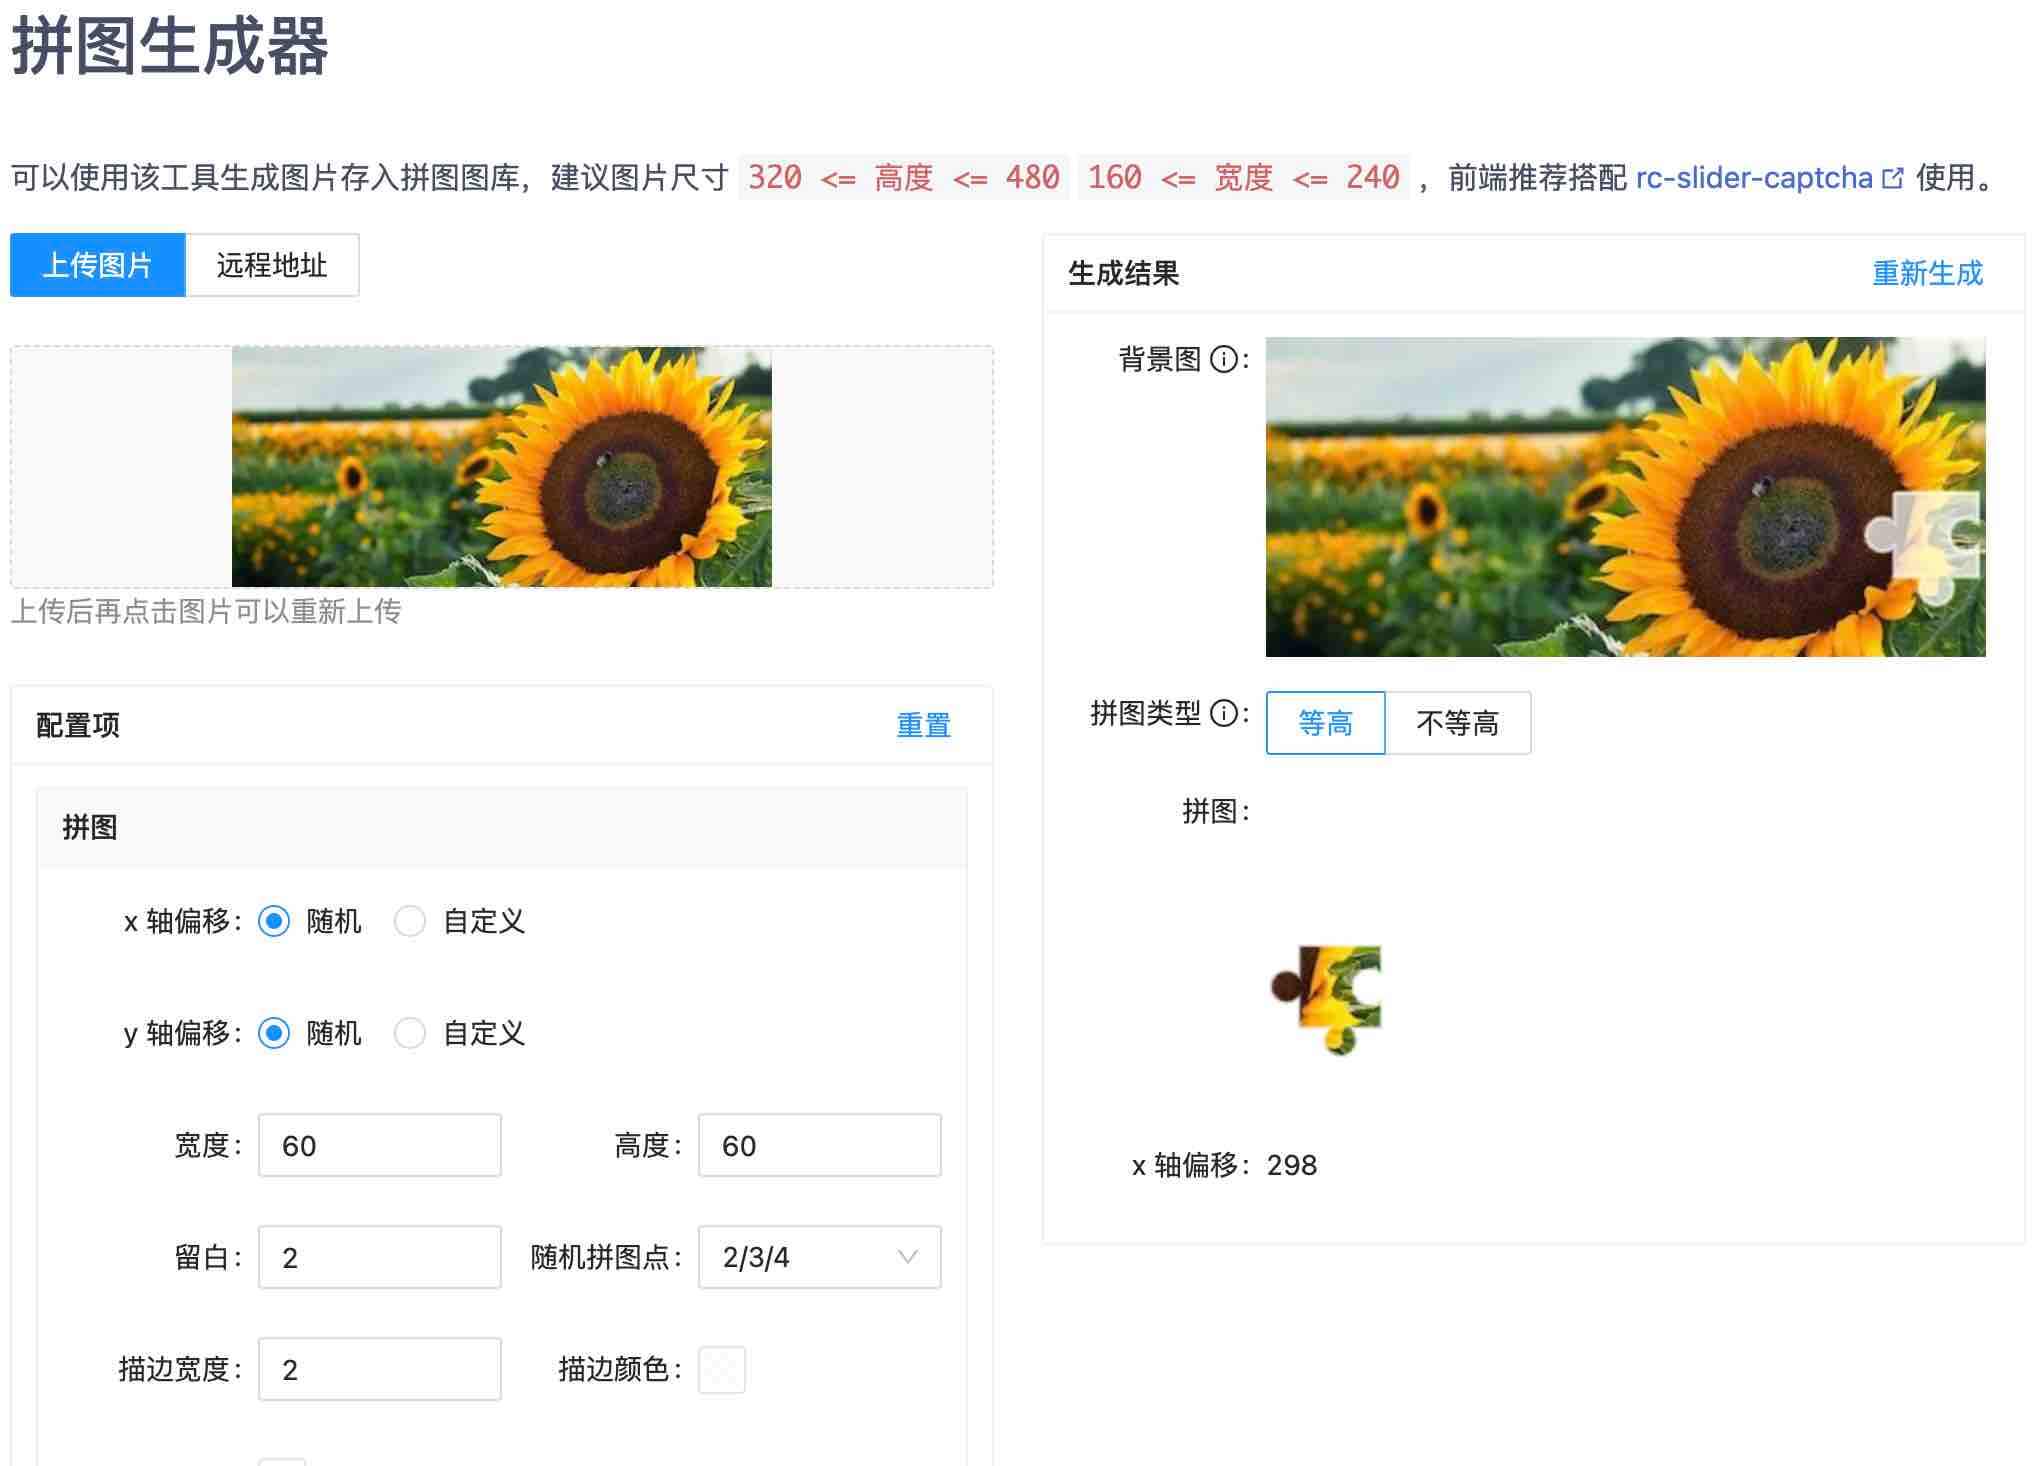 拼图生成器
可以使用该工具生成图片存入拼图图库，建议图片尺寸 320 <= 高度 <= 480 160 <= 宽度 <= 240 ，前端推荐搭配 rc-slider-captcha 使用。
上传图片 远程地址
上传后再点击图片可以重新上传
配置项 重置
拼图
x 轴偏移: 随机 自定义
y 轴偏移: 随机 自定义
宽度: 60 高度: 60
留白: 2 随机拼图点: 2/3/4
描边宽度: 2 描边颜色:
生成结果 重新生成
背景图:
拼图类型: 等高 不等高
拼图:
x 轴偏移: 298